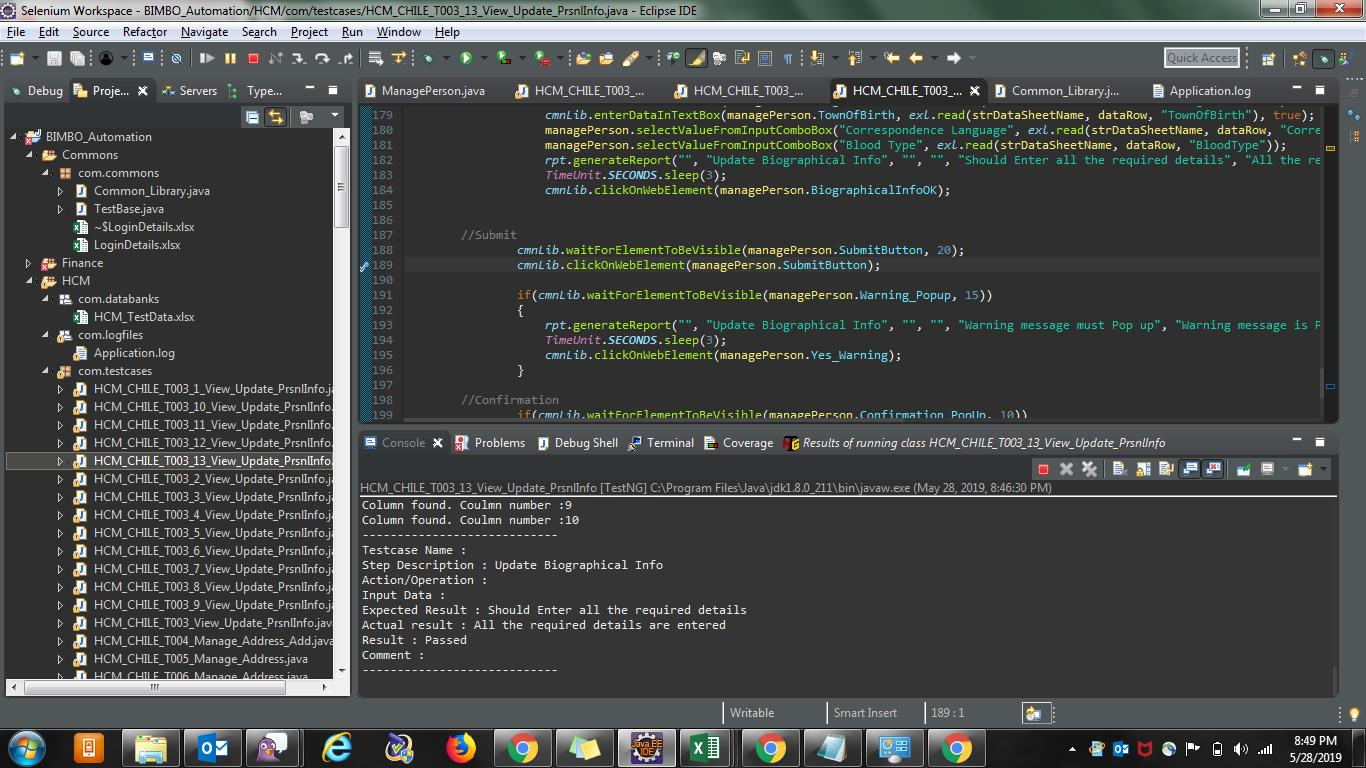 Selenium Workspace - BIMBO_Automation/HCM/com/testcases/HCM_CHILE_T003_13_View_Update_PrsnlInfo.java - Eclipse IDE
File Edit Source Refactor Navigate Search Project Run Window Help
Quick Access
Debug Proje... Servers Type...
BIMBO_Automation
Commons
com.commons
Common_Library.java
TestBase.java
~$LoginDetails.xlsx
LoginDetails.xlsx
Finance
HCM
com.databanks
HCM_TestData.xlsx
com.logfiles
Application.log
com.testcases
HCM_CHILE_T003_1_View_Update_PrsnlInfo.ja
HCM_CHILE_T003_10_View_Update_PrsnlInfo.
HCM_CHILE_T003_11_View_Update_PrsnlInfo.
HCM_CHILE_T003_12_View_Update_PrsnlInfo.
HCM_CHILE_T003_13_View_Update_PrsnlInfo.
HCM_CHILE_T003_2_View_Update_PrsnlInfo.ja
HCM_CHILE_T003_3_View_Update_PrsnlInfo.ja
HCM_CHILE_T003_4_View_Update_PrsnlInfo.ja
HCM_CHILE_T003_5_View_Update_PrsnlInfo.ja
HCM_CHILE_T003_6_View_Update_PrsnlInfo.ja
HCM_CHILE_T003_7_View_Update_PrsnlInfo.ja
HCM_CHILE_T003_8_View_Update_PrsnlInfo.ja
HCM_CHILE_T003_9_View_Update_PrsnlInfo.ja
HCM_CHILE_T003_View_Update_PrsnlInfo.java
HCM_CHILE_T004_Manage_Address_Add.java
HCM_CHILE_T005_Manage_Address.java
HCM_CHILE_T006_Manage_Address.java
ManagePerson.java HCM_CHILE_T003_... HCM_CHILE_T003_... HCM_CHILE_T003_... Common_Library.j... Application.log
179 cmnLib.enterDataInTextBox(managePerson.TownOfBirth, exl.read(strDataSheetName, dataRow, "TownOfBirth"), true);
180 managePerson.selectValueFromInputComboBox("Correspondence Language", exl.read(strDataSheetName, dataRow, "Corre
181 managePerson.selectValueFromInputComboBox("Blood Type", exl.read(strDataSheetName, dataRow, "BloodType"));
182 rpt.generateReport("", "Update Biographical Info", "", "", "Should Enter all the required details", "All the re
183 TimeUnit.SECONDS.sleep(3);
184 cmnLib.clickOnWebElement(managePerson.BiographicalInfoOK);
185
186
187 //Submit
188 cmnLib.waitForElementToBeVisible(managePerson.SubmitButton, 20);
189 cmnLib.clickOnWebElement(managePerson.SubmitButton);
190
191 if(cmnLib.waitForElementToBeVisible(managePerson.Warning_Popup, 15))
192 {
193 rpt.generateReport("", "Update Biographical Info", "", "", "Warning message must Pop up", "Warning message is P
194 TimeUnit.SECONDS.sleep(3);
195 cmnLib.clickOnWebElement(managePerson.Yes_Warning);
196 }
197
198 //Confirmation
199 if(cmnLib.waitForElementToBeVisible(managePerson.Confirmation_PopUp, 10))
Console Problems Debug Shell Terminal Coverage Results of running class HCM_CHILE_T003_13_View_Update_PrsnlInfo
HCM_CHILE_T003_13_View_Update_PrsnlInfo [TestNG] C:\Program Files\Java\jdk1.8.0_211\bin\javaw.exe (May 28, 2019, 8:46:30 PM)
Column found. Coulmn number :9
Column found. Coulmn number :10
----------------------------
Testcase Name :
Step Description : Update Biographical Info
Action/Operation :
Input Data :
Expected Result : Should Enter all the required details
Actual result : All the required details are entered
Result : Passed
Comment :
----------------------------
Writable Smart Insert 189 : 1
Java EE
IDE
8:49 PM
5/28/2019